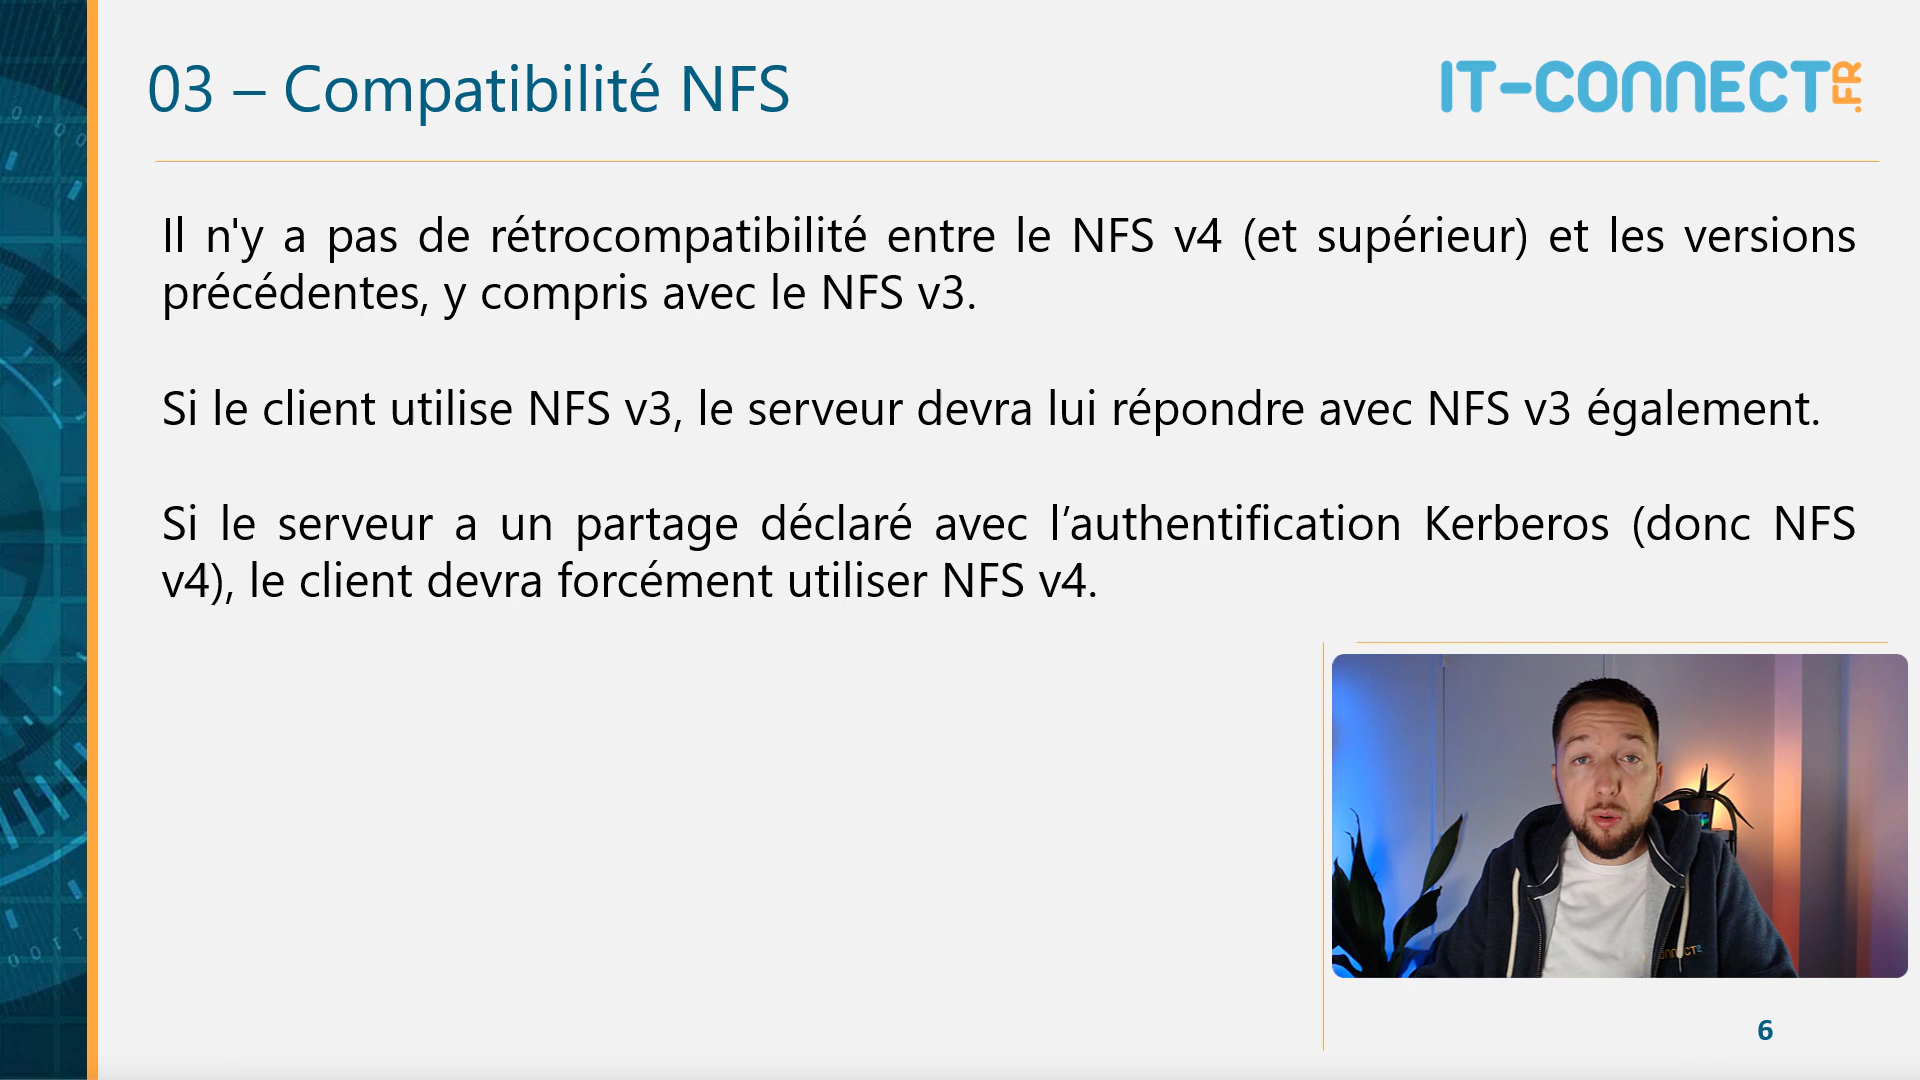 03 – Compatibilité NFS
IT-CONNECT.FR
Il n'y a pas de rétrocompatibilité entre le NFS v4 (et supérieur) et les versions
précédentes, y compris avec le NFS v3.
Si le client utilise NFS v3, le serveur devra lui répondre avec NFS v3 également.
Si le serveur a un partage déclaré avec l’authentification Kerberos (donc NFS
v4), le client devra forcément utiliser NFS v4.
6